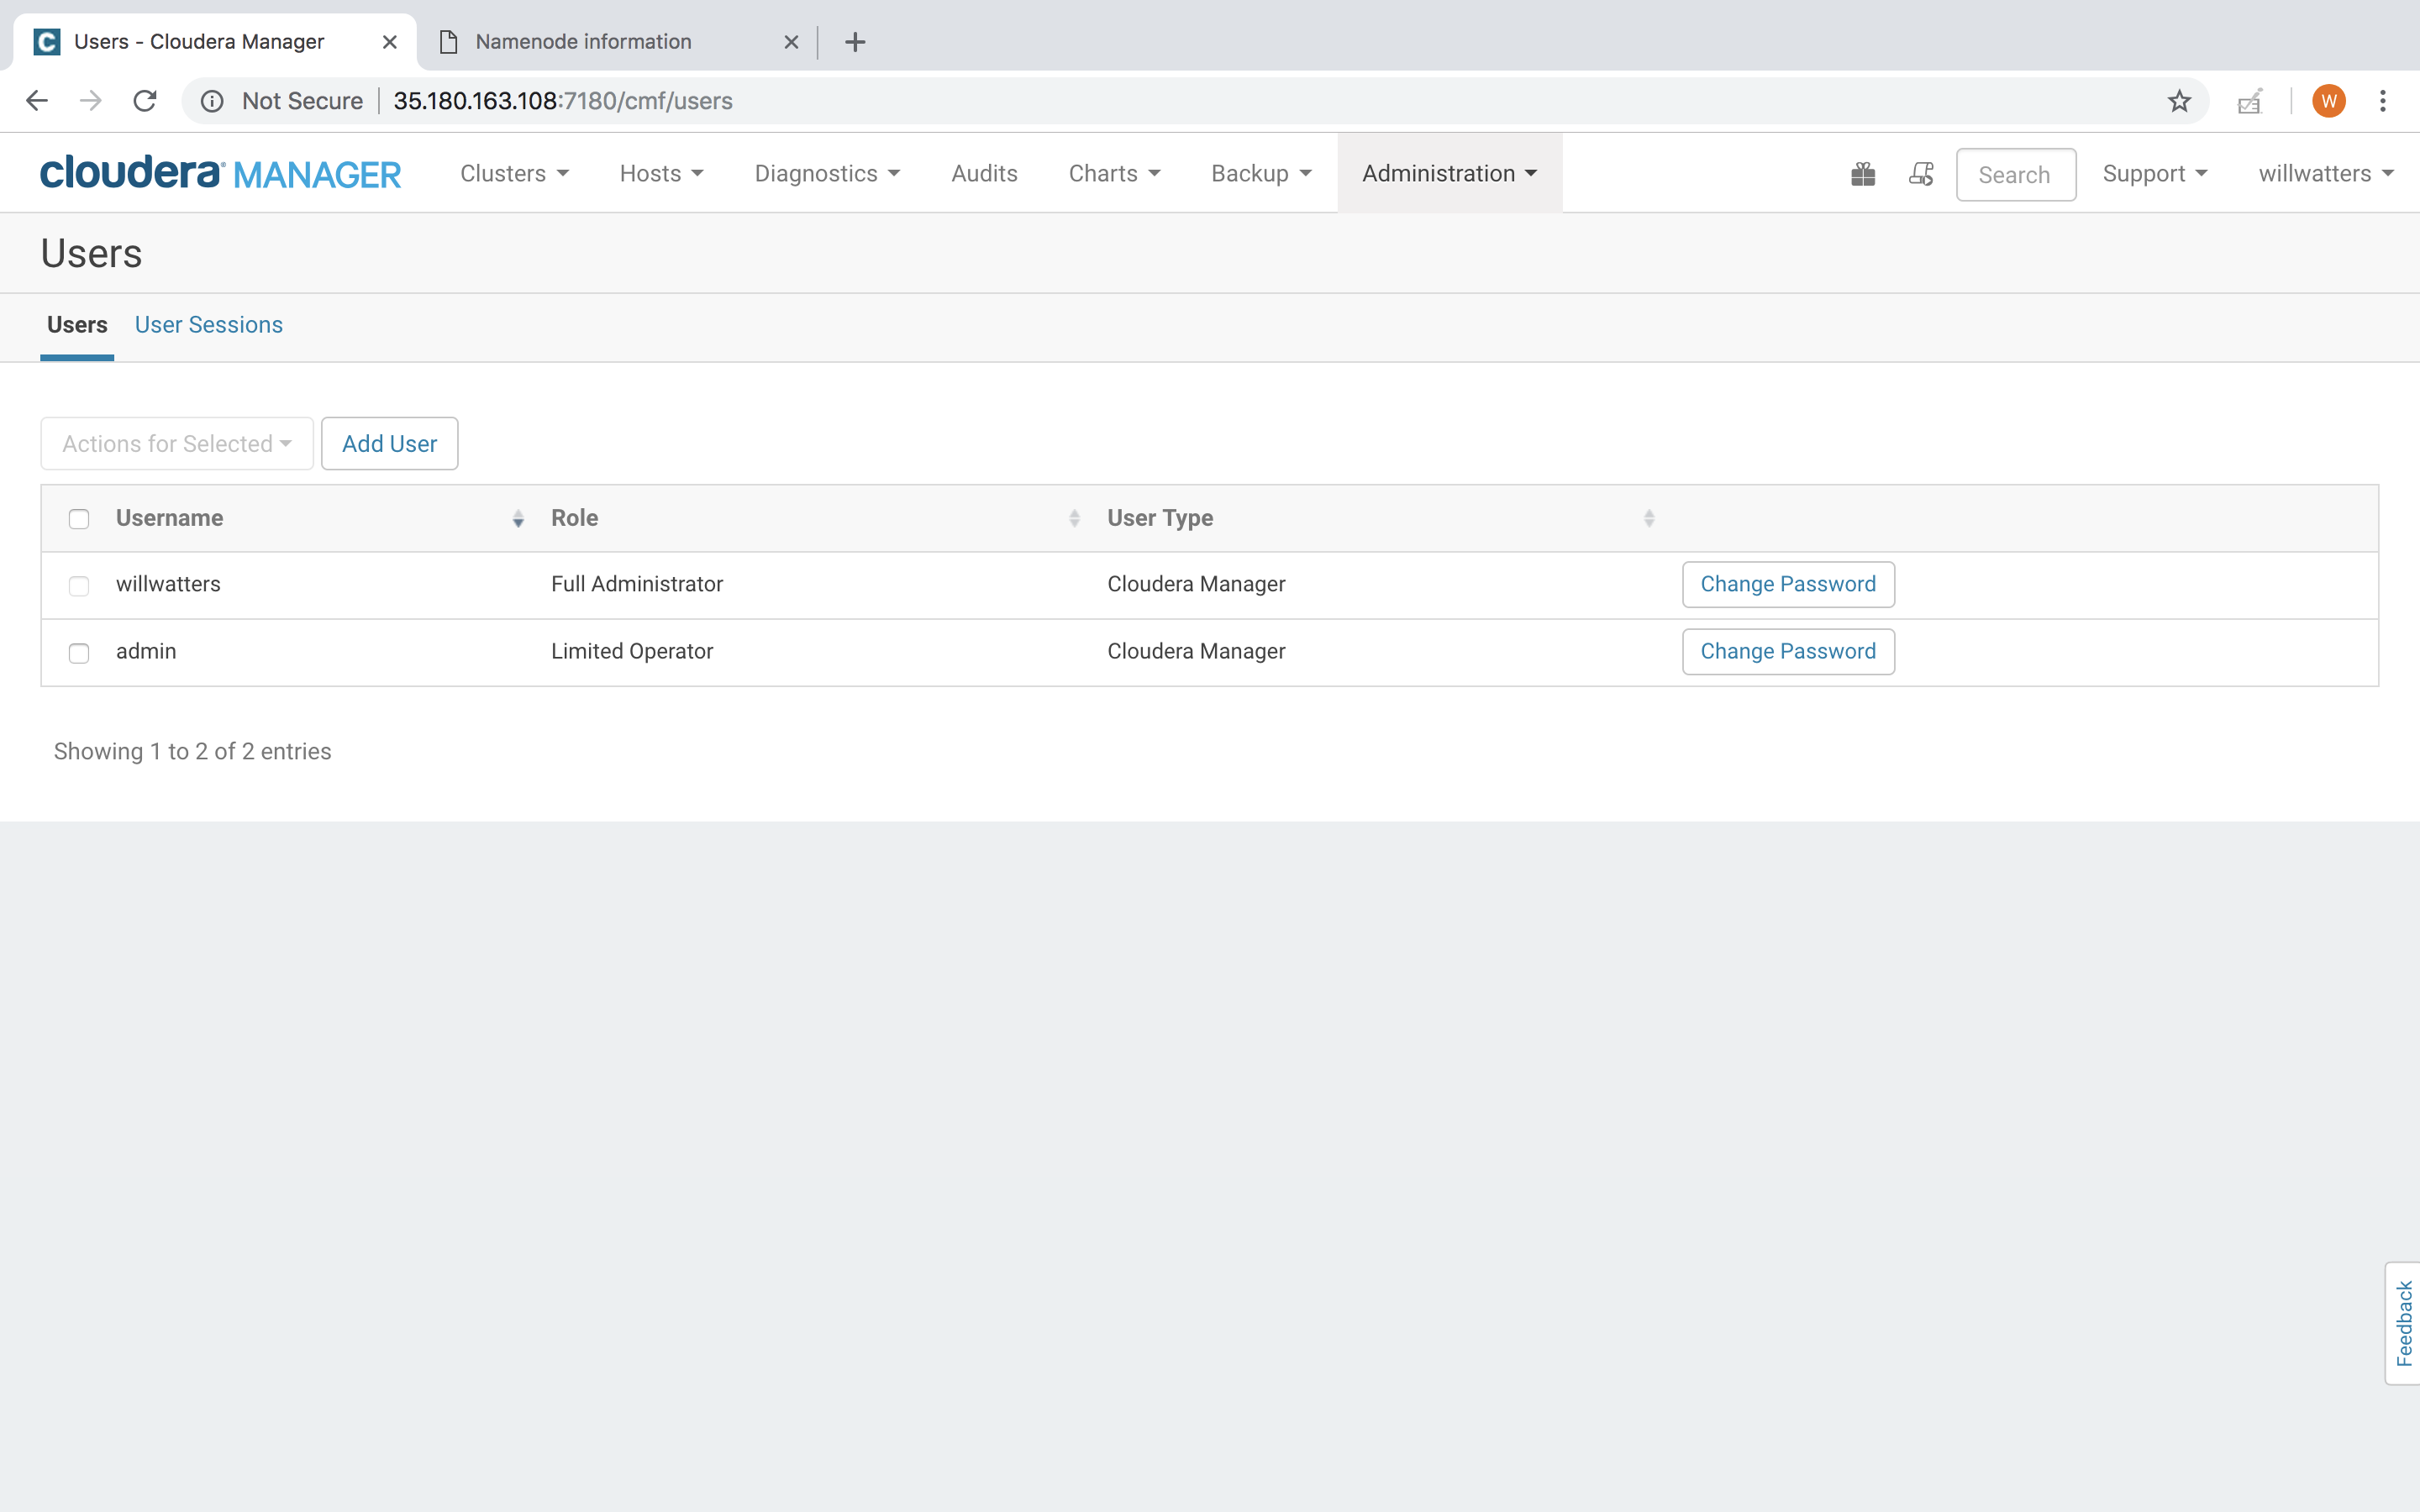 Users - Cloudera Manager
Namenode information
Not Secure
35.180.163.108:7180/cmf/users
W
cloudera MANAGER
Clusters
Hosts
Diagnostics
Audits
Charts
Backup
Administration
Search
Support
willwatters
Users
Users
User Sessions
Actions for Selected
Add User
Username
Role
User Type
willwatters
Full Administrator
Cloudera Manager
Change Password
admin
Limited Operator
Cloudera Manager
Change Password
Showing 1 to 2 of 2 entries
Feedback